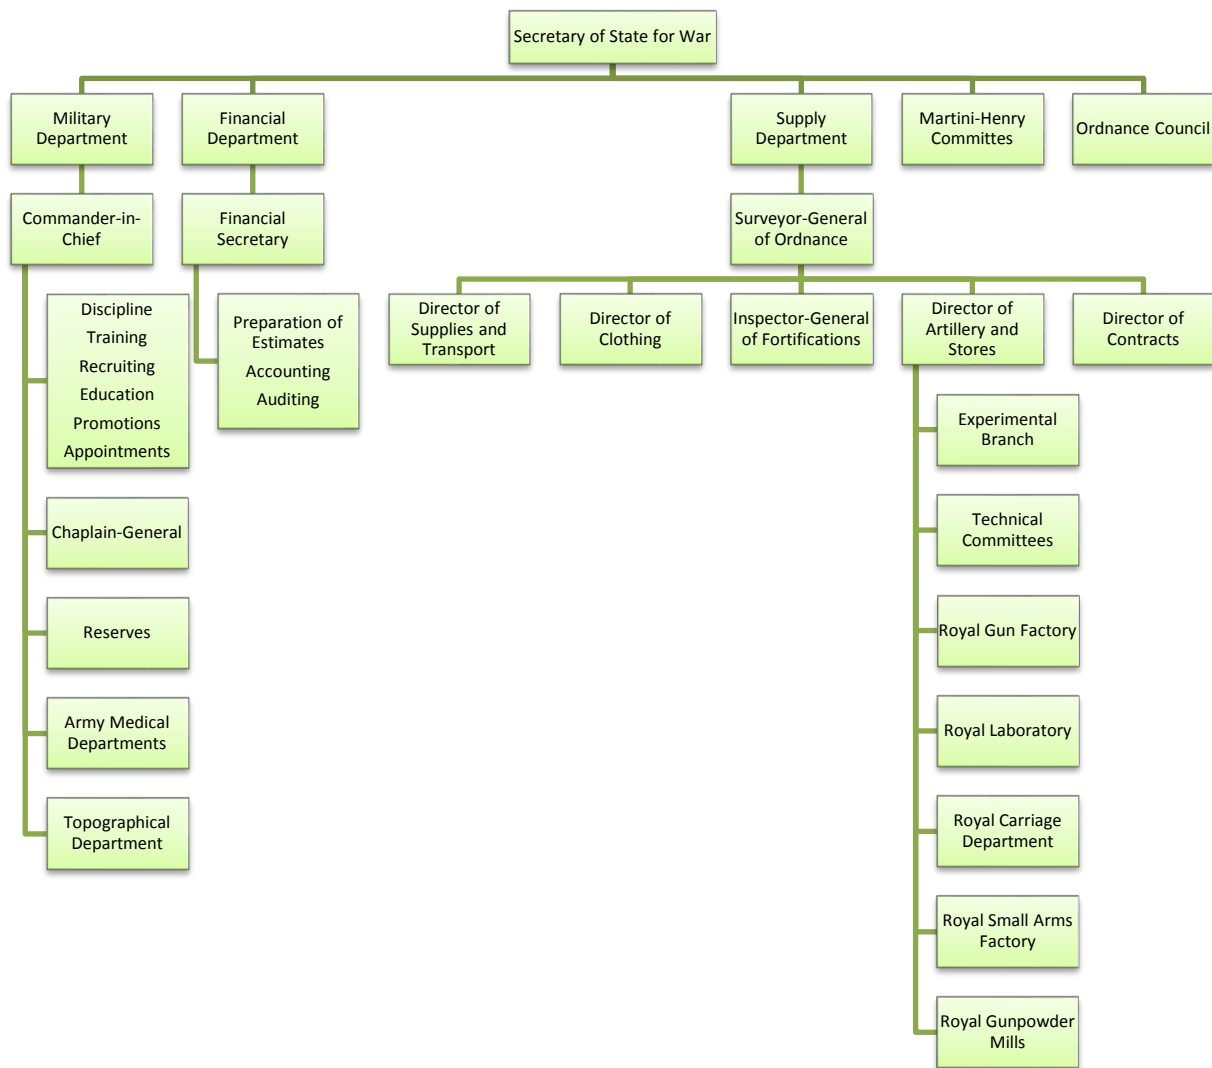 Secretary of State for War
Military
Department
Financial
Department
Supply
Department
Martini-Henry
Committes
Ordnance Council
Commander-in-
Chief
Financial
Secretary
Surveyor-General
of Ordnance
Discipline
Training
Recruiting
Education
Promotions
Appointments
Preparation of
Estimates
Accounting
Auditing
Director of
Supplies and
Transport
Director of
Clothing
Inspector-General
of Fortifications
Director of
Artillery and
Stores
Director of
Contracts
Chaplain-General
Reserves
Army Medical
Departments
Topographical
Department
Experimental
Branch
Technical
Committees
Royal Gun Factory
Royal Laboratory
Royal Carriage
Department
Royal Small Arms
Factory
Royal Gunpowder
Mills